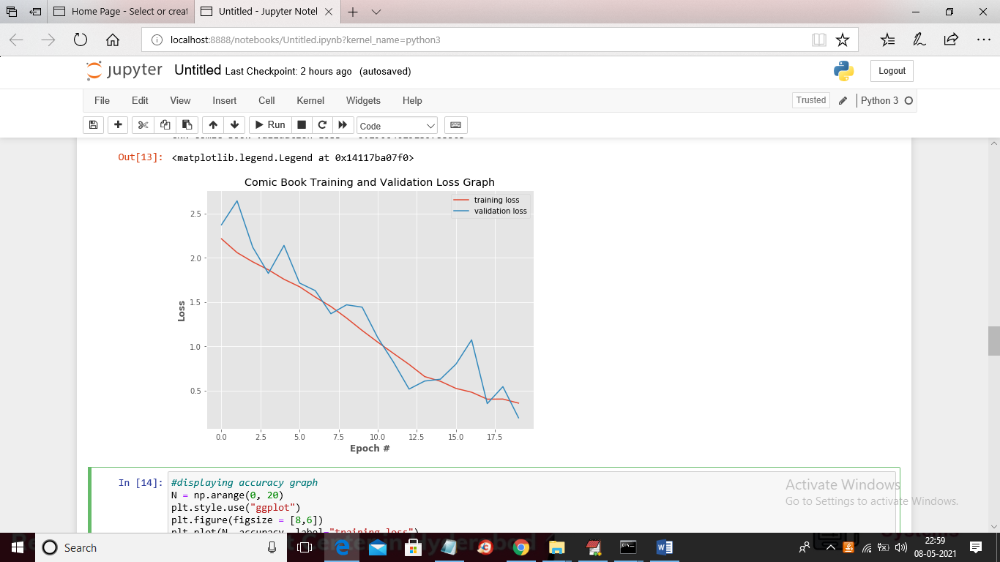 Home Page - Select or creat
Untitled - Jupyter Notel
localhost:8888/notebooks/Untitled.ipynb?kernel_name=python3
jupyter Untitled Last Checkpoint: 2 hours ago (autosaved)
Logout
File Edit View Insert Cell Kernel Widgets Help
Trusted Python 3
Run Code
Out[13]: <matplotlib.legend.Legend at 0x14117ba07f0>
Comic Book Training and Validation Loss Graph
training loss
validation loss
2.5
2.0
1.5
1.0
0.5
Loss
0.0 2.5 5.0 7.5 10.0 12.5 15.0 17.5
Epoch #
In [14]: #displaying accuracy graph
N = np.arange(0, 20)
plt.style.use("ggplot")
plt.figure(figsize = [8,6])
plt.plot(N, accuracy, label="training loss")
Activate Windows
Go to Settings to activate Windows.
Search
22:59
08-05-2021